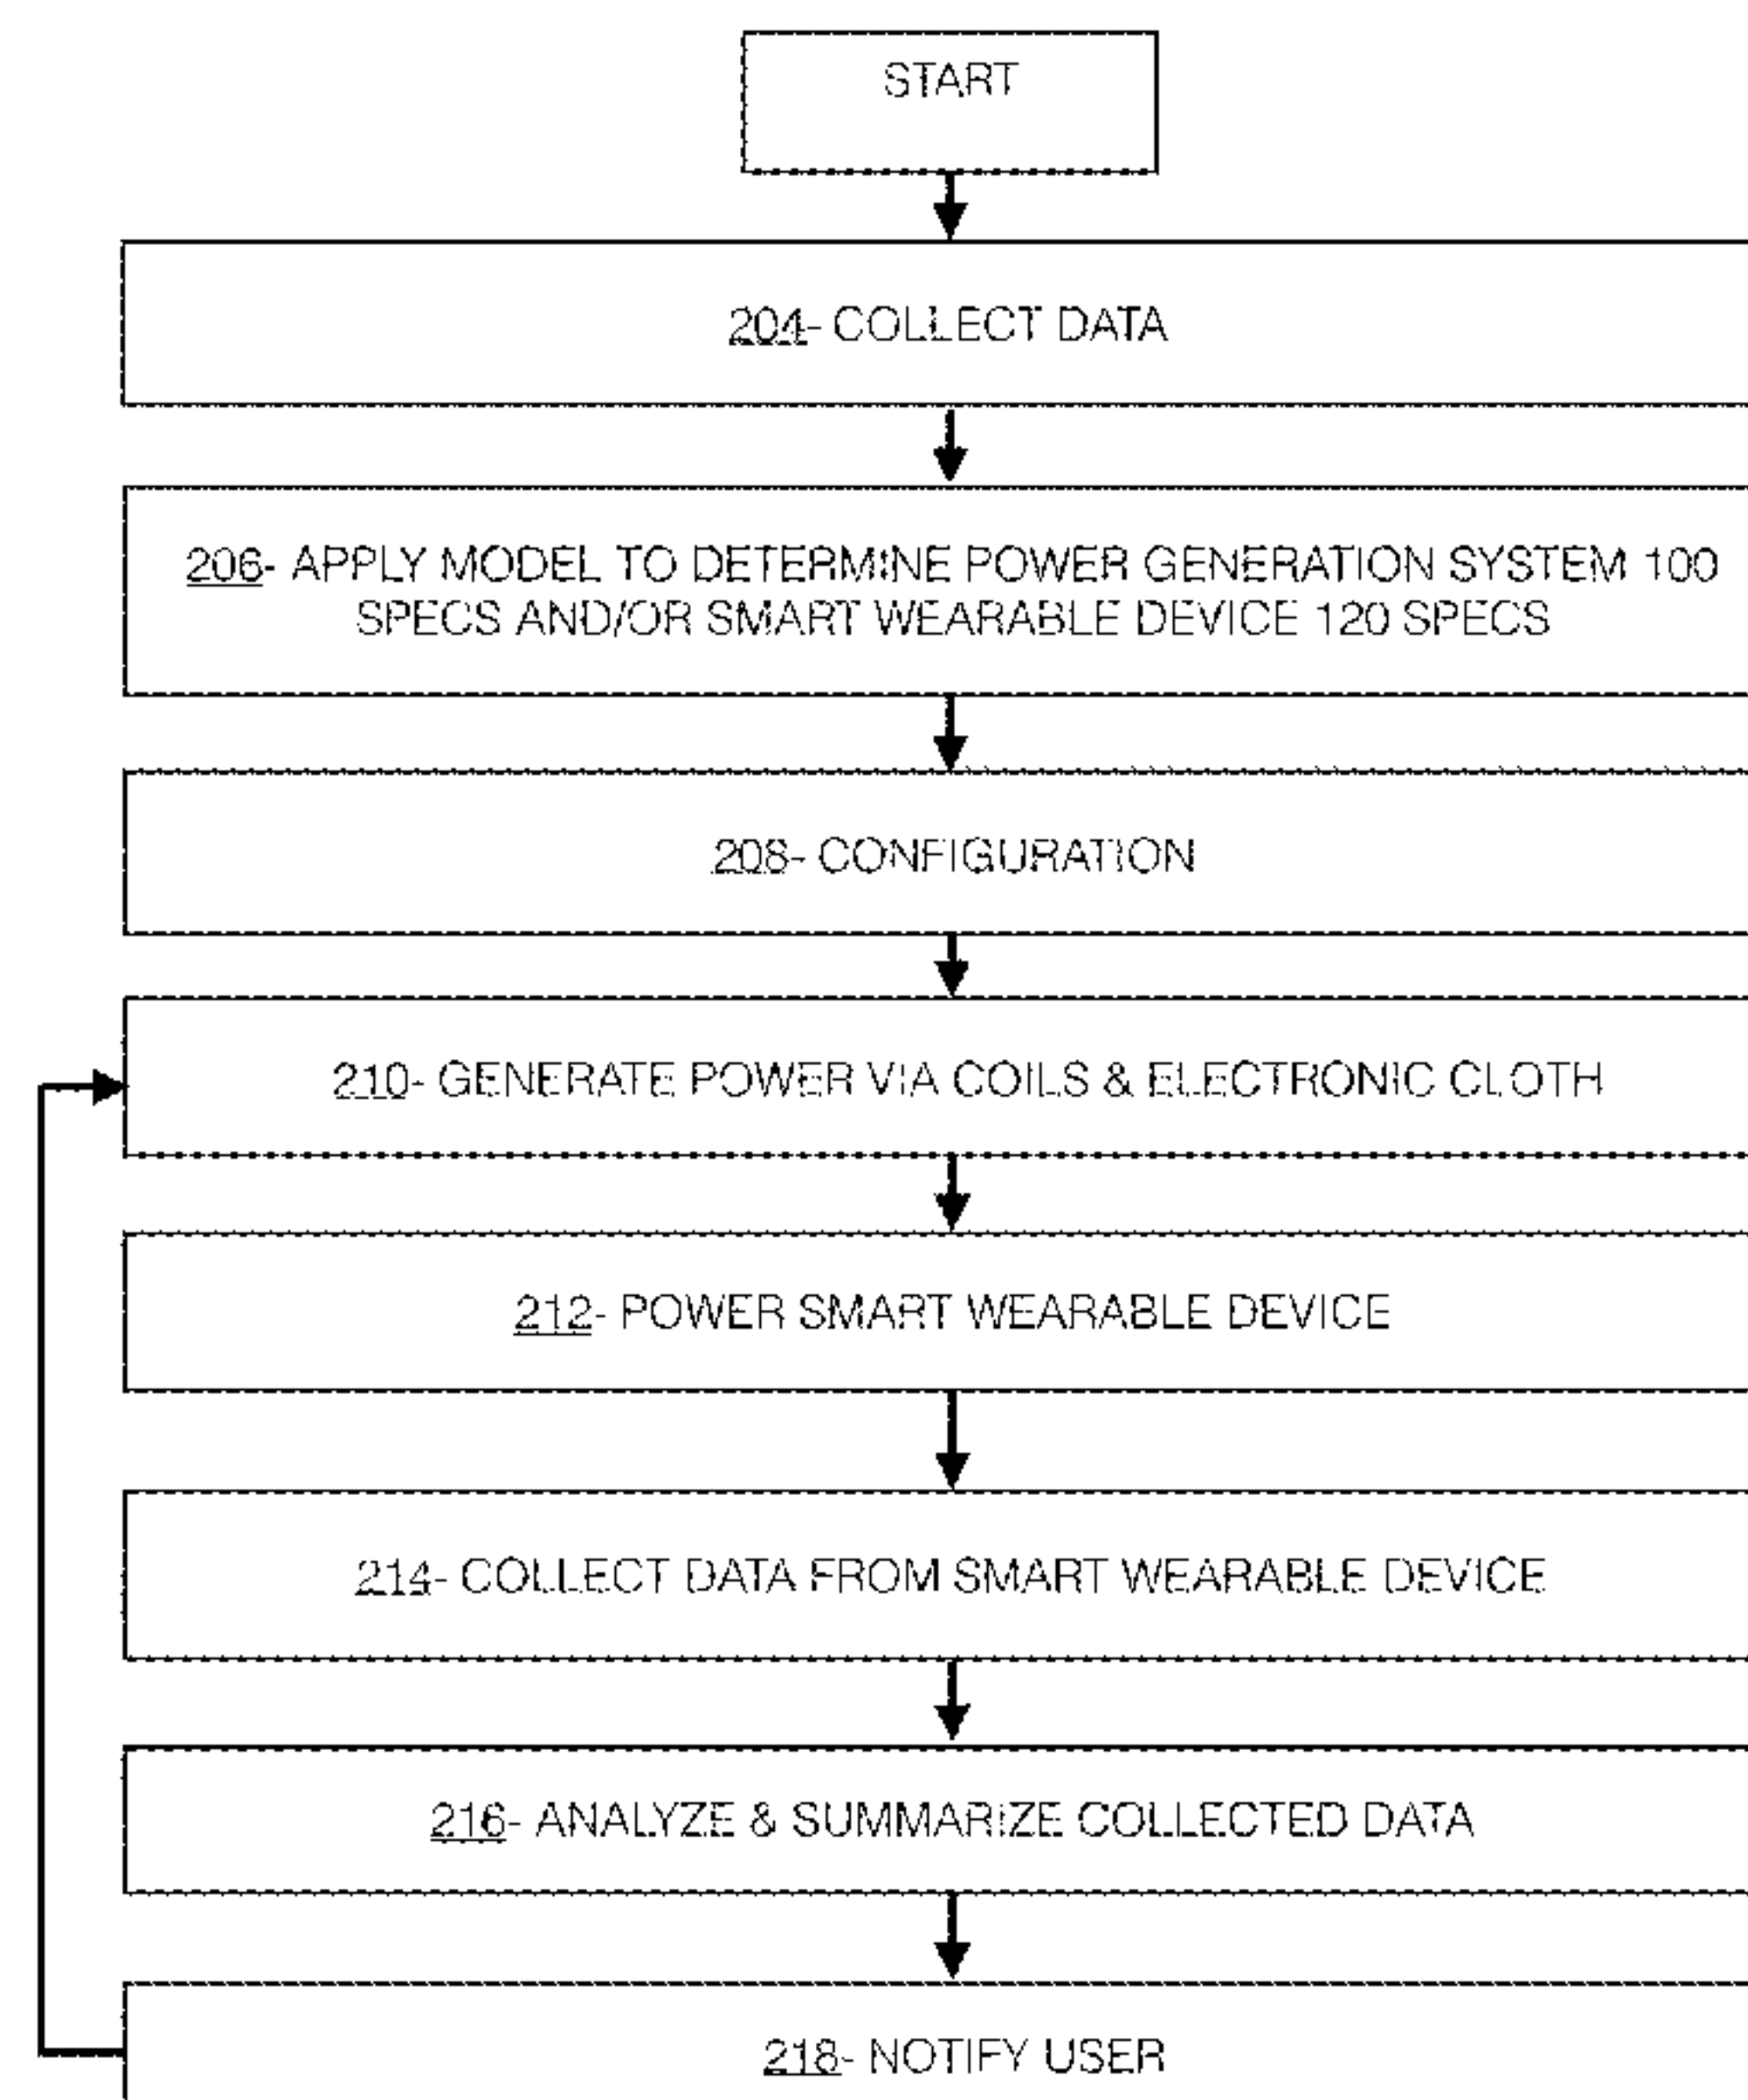 START
204- COLLECT DATA
206- APPLY MODEL TO DETERMINE POWER GENERATION SYSTEM 100
SPECS AND/OR SMART WEARABLE DEVICE 120 SPECS
208- CONFIGURATION
210- GENERATE POWER VIA COILS & ELECTRONIC CLOTH
212- POWER SMART WEARABLE DEVICE
214- COLLECT DATA FROM SMART WEARABLE DEVICE
216- ANALYZE & SUMMARIZE COLLECTED DATA
218- NOTIFY USER